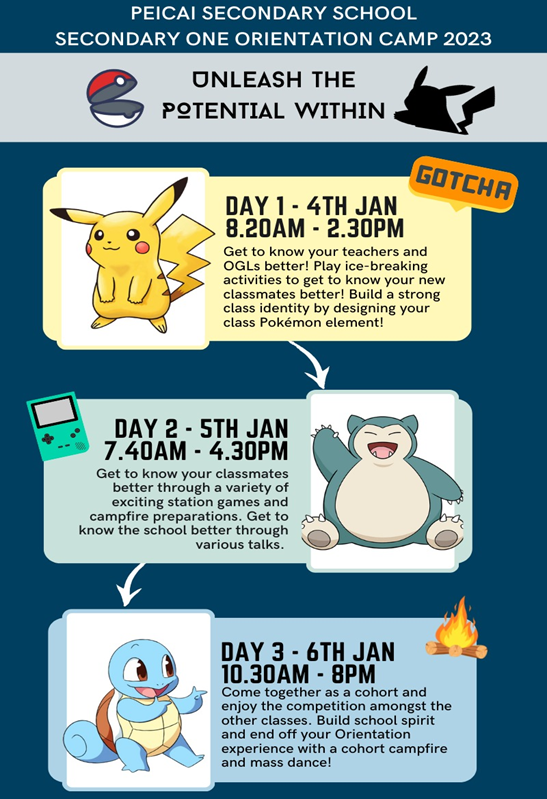 PEICAI SECONDARY SCHOOL
SECONDARY ONE ORIENTATION CAMP 2023
UNLEASH THE
POTENTIAL WITHIN
GOTCHA
DAY 1 - 4TH JAN
8.20AM - 2.30PM
Get to know your teachers and
OGLs better! Play ice-breaking
activities to get to know your new
classmates better! Build a strong
class identity by designing your
class Pokémon element!
DAY 2 - 5TH JAN
7.40AM - 4.30PM
Get to know your classmates
better through a variety of
exciting station games and
campfire preparations. Get to
know the school better through
various talks.
DAY 3 - 6TH JAN
10.30AM - 8PM
Come together as a cohort and
enjoy the competition amongst the
other classes. Build school spirit
and end off your Orientation
experience with a cohort campfire
and mass dance!